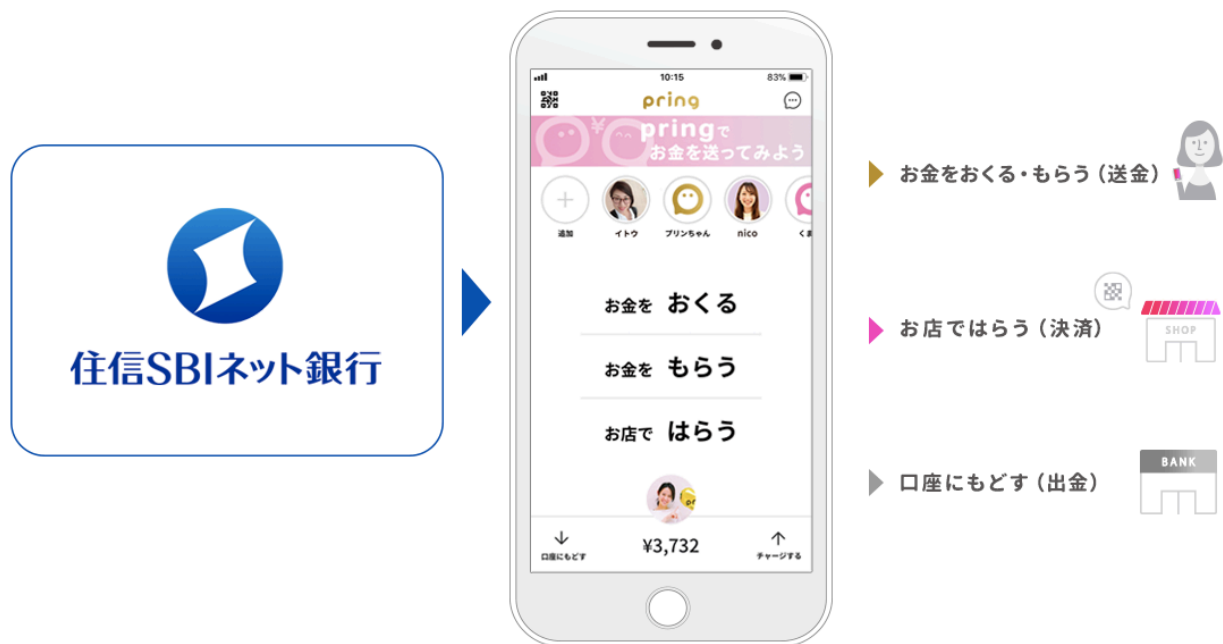 住信SBIネット銀行
10:15
83%
pring
pringで
お金を送ってみよう
追加
イトウ
プリンちゃん
nico
くま
お金を おくる
お金を もらう
お店で はらう
口座にもどす
¥3,732
チャージする
お金をおくる・もらう（送金）
お店ではらう（決済）
SHOP
口座にもどす（出金）
BANK